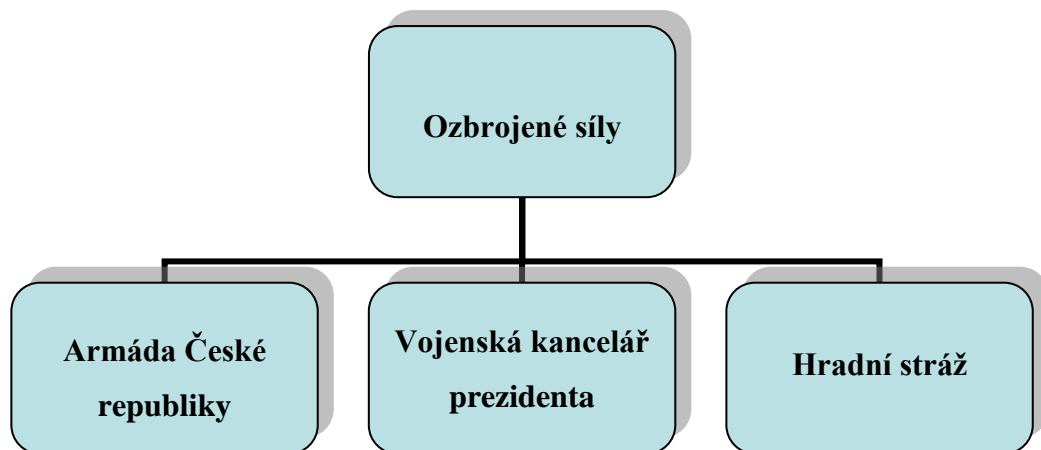 Ozbrojené síly
Armáda České
republiky
Vojenská kancelář
prezidenta
Hradní stráž